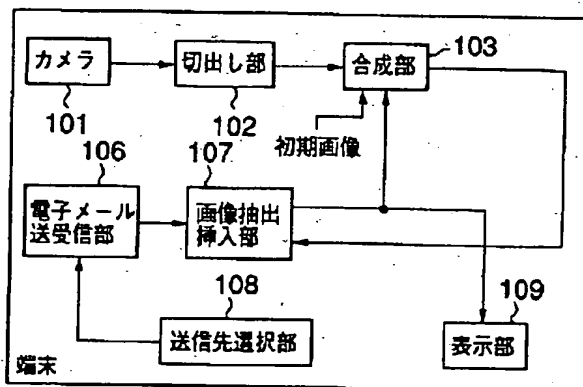 カメラ
101
切出し部
102
合成部
103
初期画像
106
電子メール
送受信部
107
画像抽出
挿入部
108
送信先選択部
109
表示部
端末